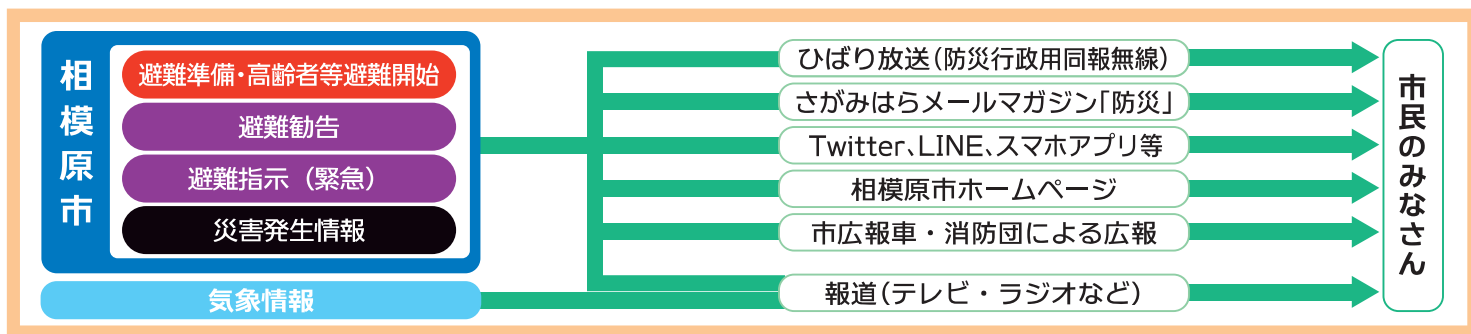 相模原市
避難準備・高齢者等避難開始
避難勧告
避難指示（緊急）
災害発生情報
気象情報
ひばり放送（防災行政用同報無線）
さがみはらメールマガジン「防災」
Twitter、LINE、スマホアプリ等
相模原市ホームページ
市広報車・消防団による広報
報道（テレビ・ラジオなど）
市民のみなさん